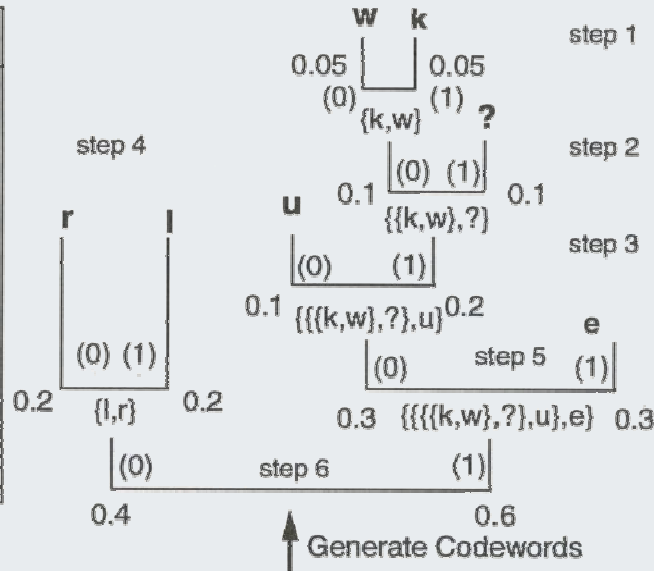 w k
step 1
0.05 0.05
(0) (1)
{k,w} ?
step 4
step 2
(0) (1)
0.1 0.1
{{k,w},?}
r l u
step 3
(0) (1)
0.1 {{{k,w},?},u} 0.2
e
(0) (1)
(0) step 5 (1)
0.2 {l,r} 0.2
0.3 {{{{k,w},?},u},e} 0.3
(0) step 6 (1)
0.4 0.6
Generate Codewords